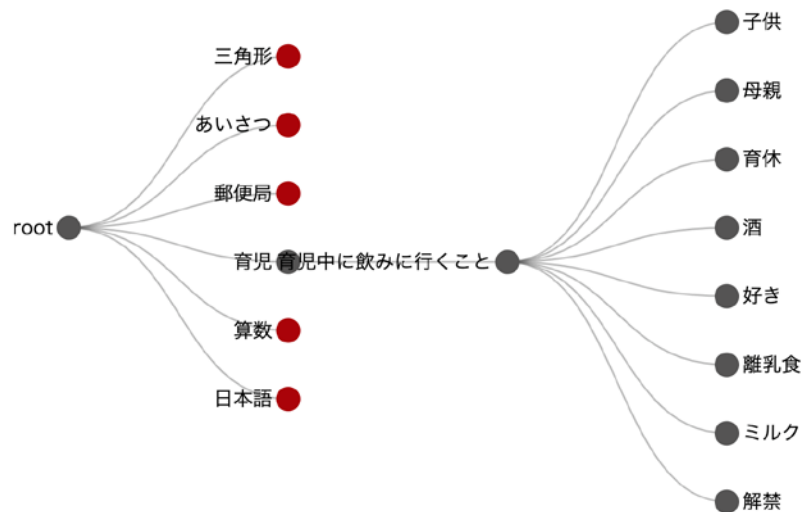 root
三角形
あいさつ
郵便局
育児
算数
日本語
育児中に飲みに行くこと
子供
母親
育休
酒
好き
離乳食
ミルク
解禁